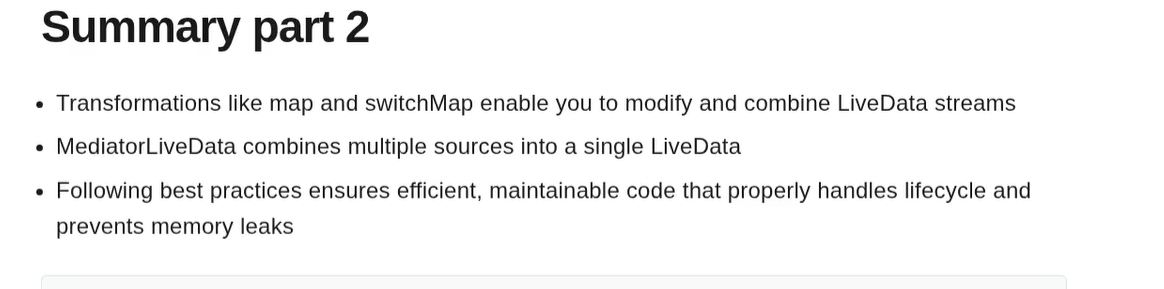 Summary part 2
• Transformations like map and switchMap enable you to modify and combine LiveData streams
• MediatorLiveData combines multiple sources into a single LiveData
• Following best practices ensures efficient, maintainable code that properly handles lifecycle and
prevents memory leaks